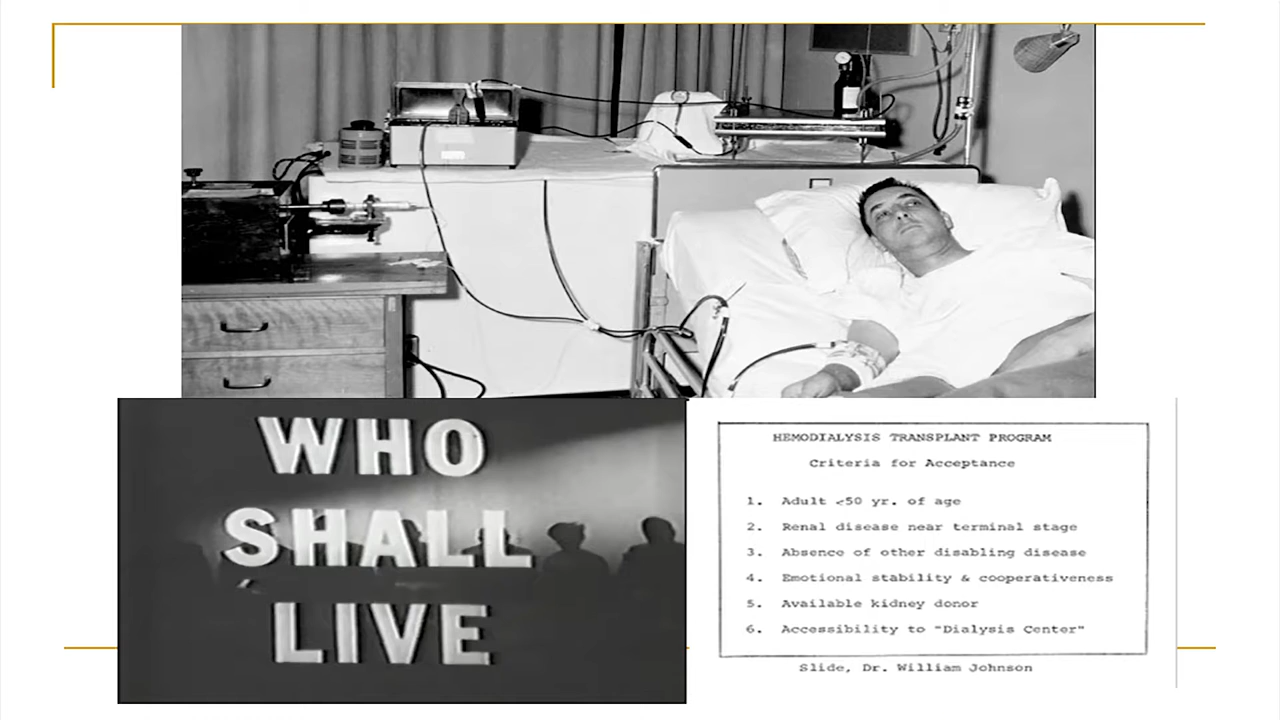 WHO
SHALL
LIVE
HEMODIALYSIS TRANSPLANT PROGRAM
Criteria for Acceptance
1. Adult <50 yr. of age
2. Renal disease near terminal stage
3. Absence of other disabling disease
4. Emotional stability & cooperativeness
5. Available kidney donor
6. Accessibility to "Dialysis Center"
Slide, Dr. William Johnson